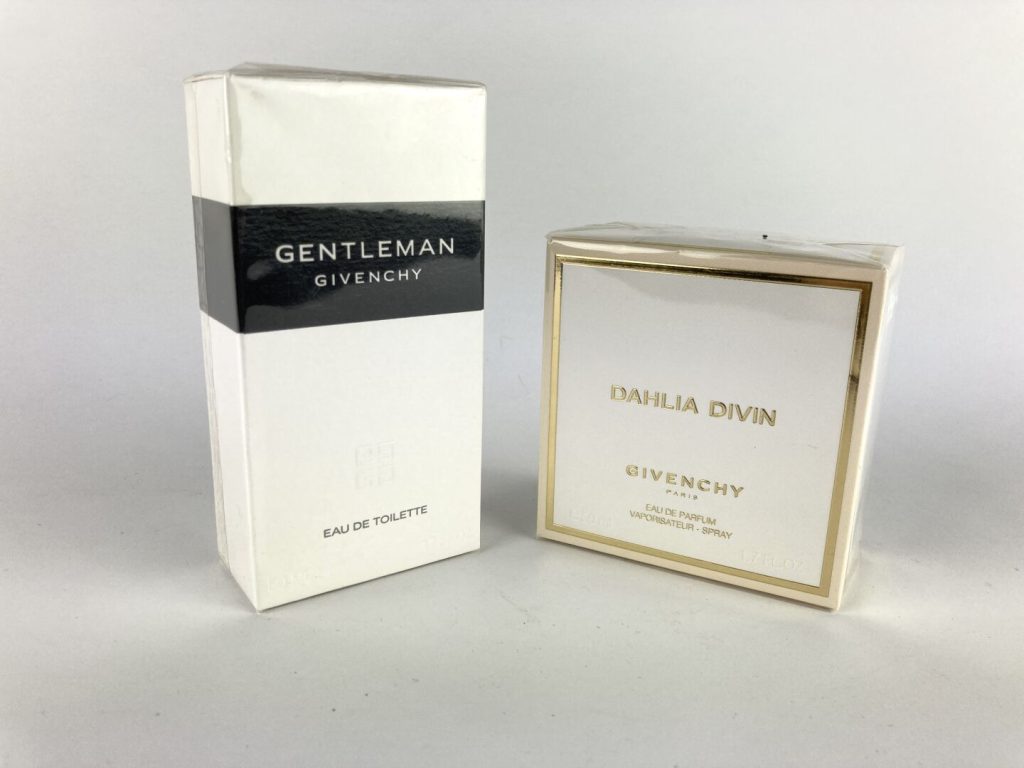 GENTLEMAN
GIVENCHY
EAU DE TOILETTE
DAHLIA DIVIN
GIVENCHY
PARIS
EAU DE PARFUM
VAPORISATEUR - SPRAY
1.7 FL.OZ